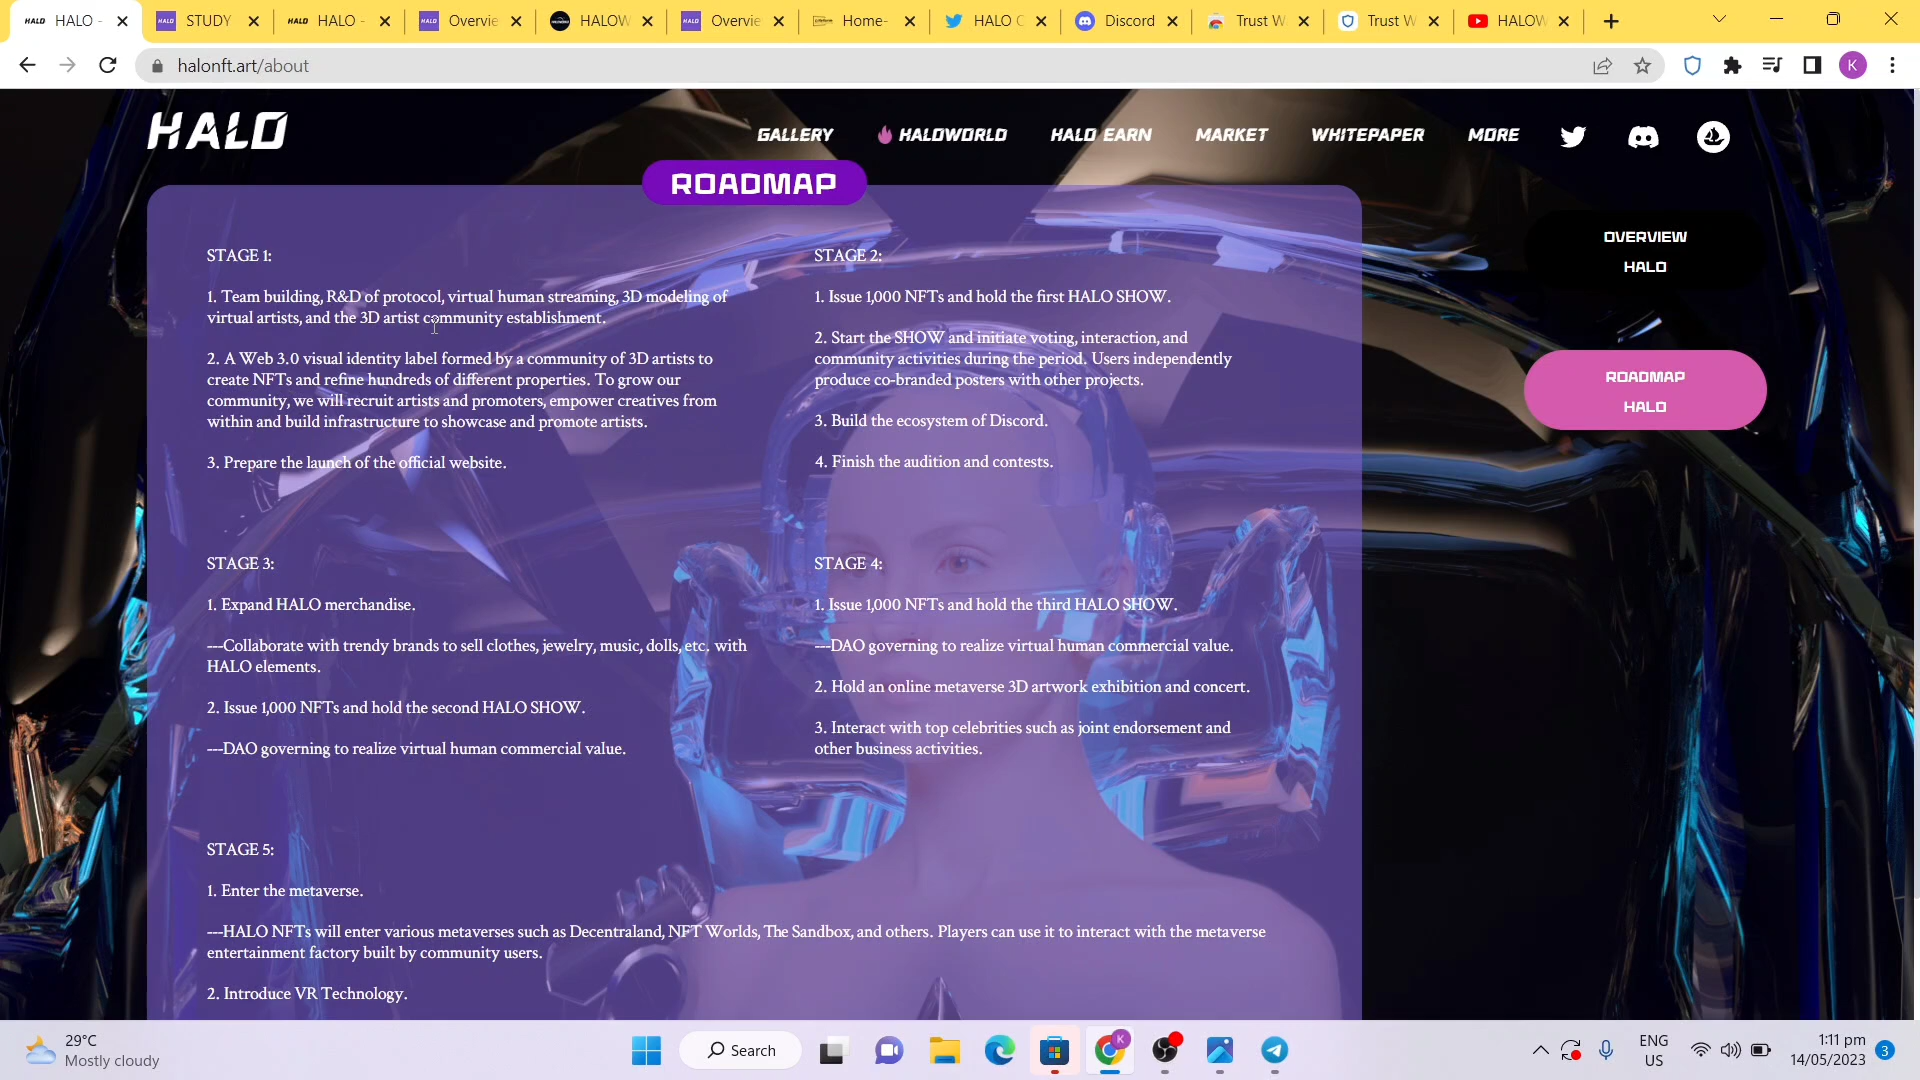 HALO -
STUDY
HALO -
Overvie
HALOW
Overvie
Home-
HALO C
Discord
Trust W
Trust W
HALOW
halonft.art/about
K
HALO
GALLERY
HALOWORLD
HALO EARN
MARKET
WHITEPAPER
MORE
ROADMAP
STAGE 1:
1. Team building, R&D of protocol, virtual human streaming, 3D modeling of
virtual artists, and the 3D artist community establishment.
2. A Web 3.0 visual identity label formed by a community of 3D artists to
create NFTs and refine hundreds of different properties. To grow our
community, we will recruit artists and promoters, empower creatives from
within and build infrastructure to showcase and promote artists.
3. Prepare the launch of the official website.
STAGE 2:
1. Issue 1,000 NFTs and hold the first HALO SHOW.
2. Start the SHOW and initiate voting, interaction, and
community activities during the period. Users independently
produce co-branded posters with other projects.
3. Build the ecosystem of Discord.
4. Finish the audition and contests.
OVERVIEW
HALO
ROADMAP
HALO
STAGE 3:
1. Expand HALO merchandise.
---Collaborate with trendy brands to sell clothes, jewelry, music, dolls, etc. with
HALO elements.
2. Issue 1,000 NFTs and hold the second HALO SHOW.
---DAO governing to realize virtual human commercial value.
STAGE 4:
1. Issue 1,000 NFTs and hold the third HALO SHOW.
---DAO governing to realize virtual human commercial value.
2. Hold an online metaverse 3D artwork exhibition and concert.
3. Interact with top celebrities such as joint endorsement and
other business activities.
STAGE 5:
1. Enter the metaverse.
---HALO NFTs will enter various metaverses such as Decentraland, NFT Worlds, The Sandbox, and others. Players can use it to interact with the metaverse
entertainment factory built by community users.
2. Introduce VR Technology.
29°C
Mostly cloudy
Search
K
ENG
US
1:11 pm
14/05/2023
3